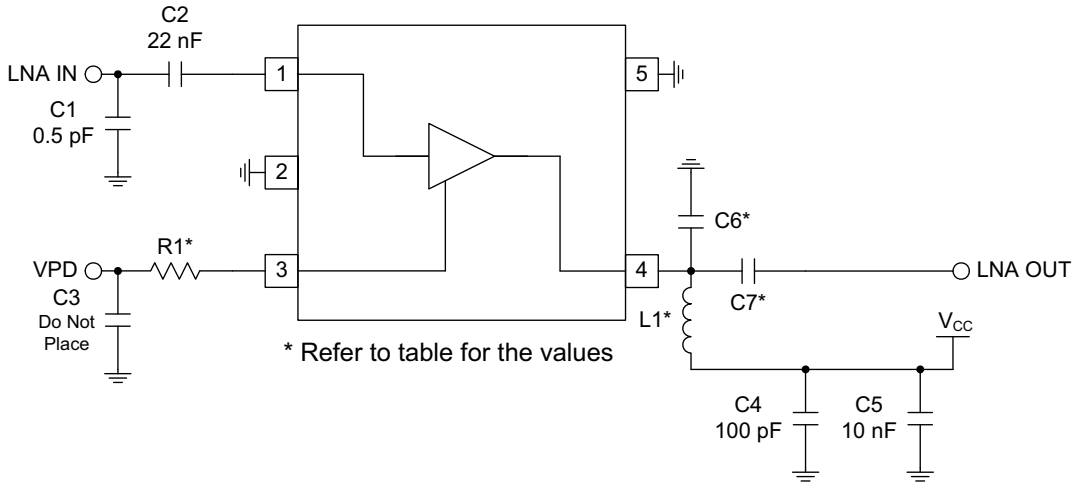 C2
22 nF
LNA IN
1
5
C1
0.5 pF
2
C6*
R1*
VPD
3
4
LNA OUT
C3
Do Not
Place
C7*
L1*
VCC
* Refer to table for the values
C4
100 pF
C5
10 nF